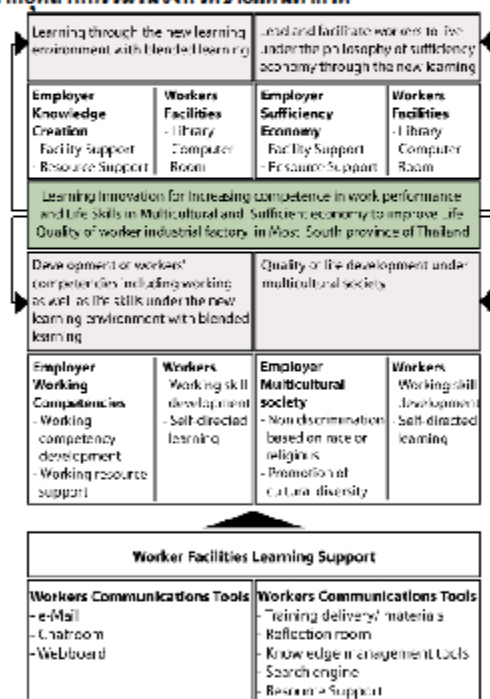 Learning through the new learning
environment with blended learning
Lead and facilitate workers to live
under the philosophy of sufficiency
economy through the new learning
Employer
Knowledge
Creation
- Facility Support
- Resource Support
Workers
Facilities
- Library
Computer
Room
Employer
Sufficiency
Economy
- Facility Support
- Resource Support
Workers
Facilities
- Library
Computer
Room
Learning Innovation for Increasing competence in work performance
and Life Skills in Multicultural and Sufficient economy to improve Life
Quality of worker industrial factory in Most South province of Thailand
Development of workers'
competencies including working
as well as life skills under the new
learning environment with blended
learning
Quality of life development under
multicultural society
Employer
Working
Competencies
- Working
competency
development
- Working resource
support
Workers
- Working skill
development
- Self-directed
learning
Employer
Multicultural
society
- Non discrimination
based on race or
religious
- Promotion of
cultural diversity
Workers
- Working skill
development
- Self-directed
learning
Worker Facilities Learning Support
Workers Communications Tools
- e-Mail
- Chatroom
- Webboard
Workers Communications Tools
- Training delivery/ materials
- Reflection room
- Knowledge management tools
- Search engine
- Resource Support